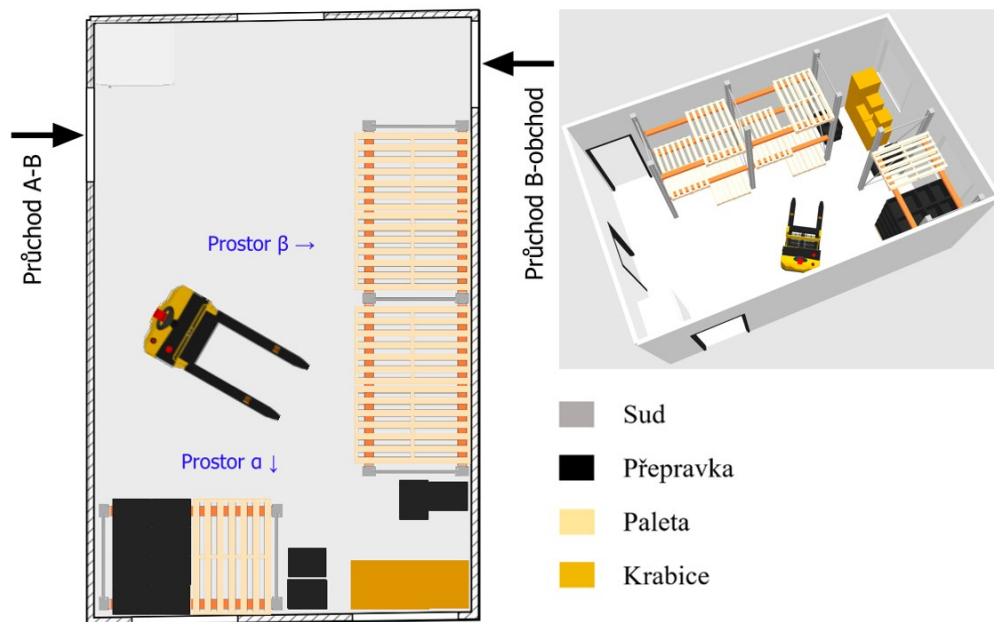 Průchod A-B
Prostor β →
Prostor α ↓
Průchod B-obchod
Sud
Přepravka
Paleta
Krabice